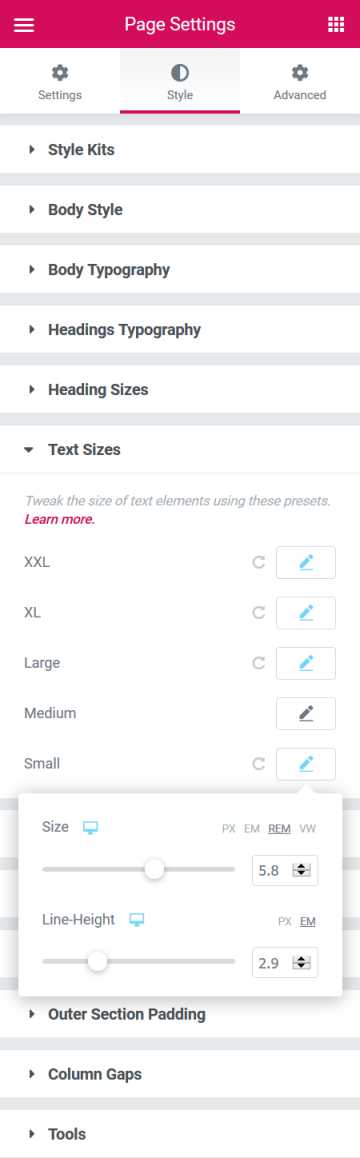 Page Settings
Settings
Style
Advanced
Style Kits
Body Style
Body Typography
Headings Typography
Heading Sizes
Text Sizes
Tweak the size of text elements using these presets.
Learn more.
XXL
XL
Large
Medium
Small
Size PX EM REM VW
5.8
Line-Height PX EM
2.9
Outer Section Padding
Column Gaps
Tools